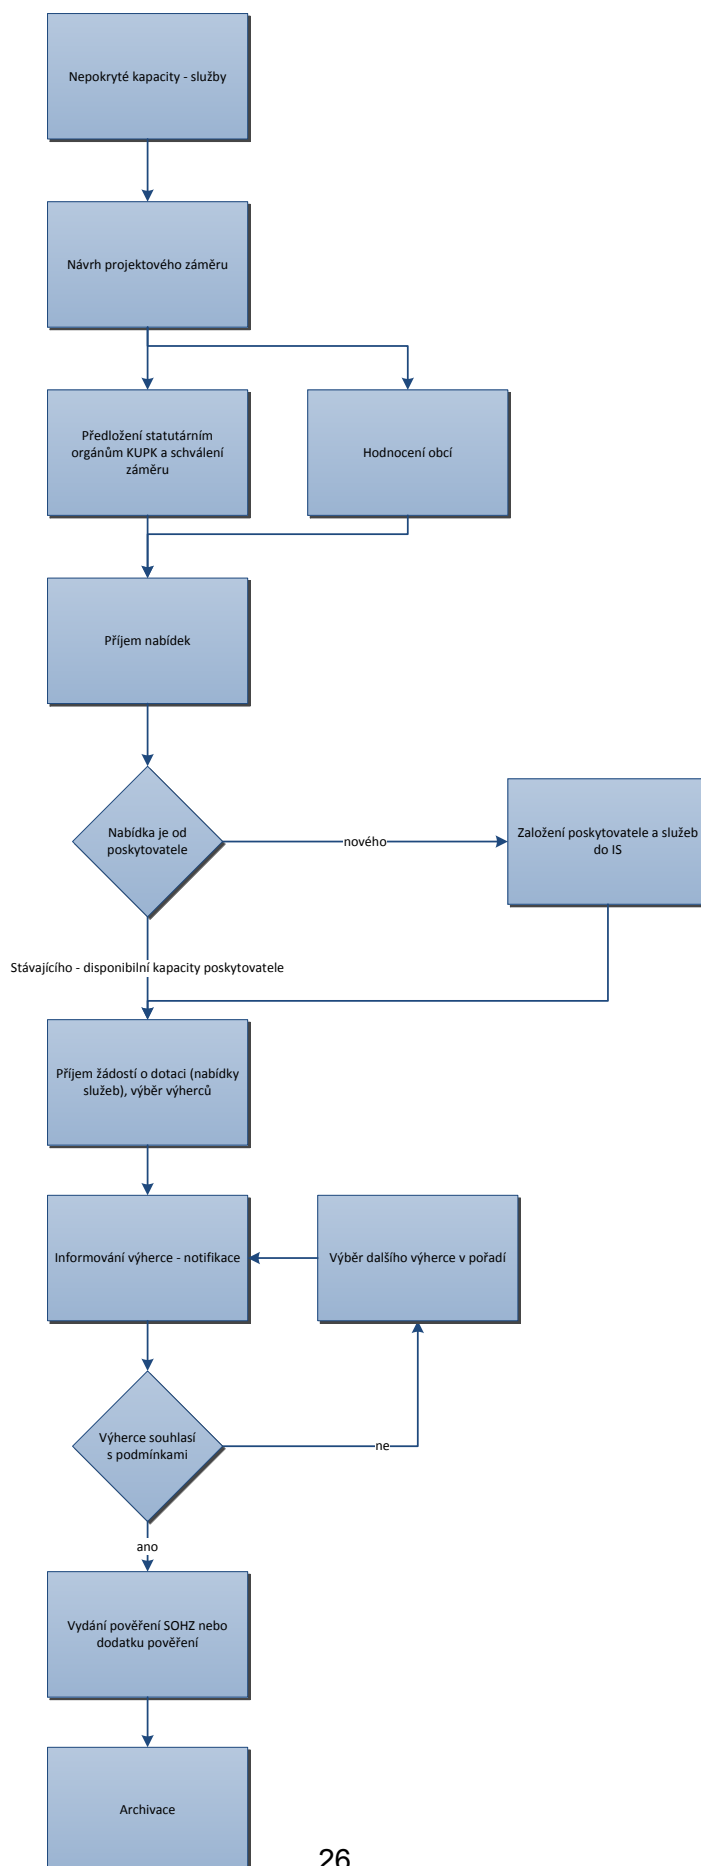 Nepokryté kapacity - služby
Návrh projektového záměru
Předložení statutárním
orgánům KUPK a schválení
záměru
Hodnocení obcí
Příjem nabídek
Nabídka je od
poskytovatele
nového
Založení poskytovatele a služeb
do IS
Stávajícího - disponibilní kapacity poskytovatele
Příjem žádostí o dotaci (nabídky
služeb), výběr výherců
Informování výherce - notifikace
Výběr dalšího výherce v pořadí
Výherce souhlasí
s podmínkami
ne
ano
Vydání pověření SOHZ nebo
dodatku pověření
Archivace
26